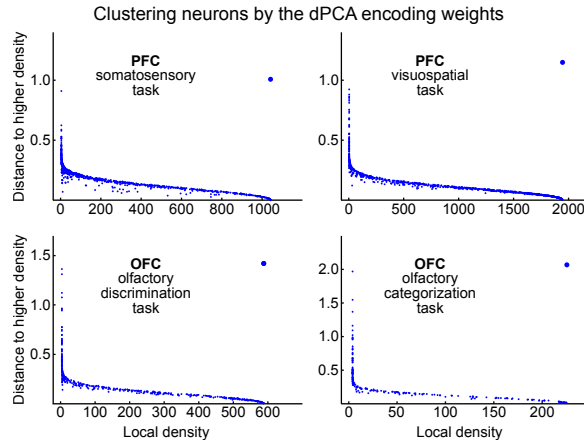 Clustering neurons by the dPCA encoding weights
PFC
somatosensory
task
Distance to higher density
1.0
0.5
0 200 400 600 800 1000
PFC
visuospatial
task
1.0
0.5
0 500 1000 1500 2000
OFC
olfactory
discrimination
task
Distance to higher density
1.5
1.0
0.5
0 100 200 300 400 500 600
Local density
OFC
olfactory
categorization
task
2.0
1.5
1.0
0.5
0 50 100 150 200
Local density